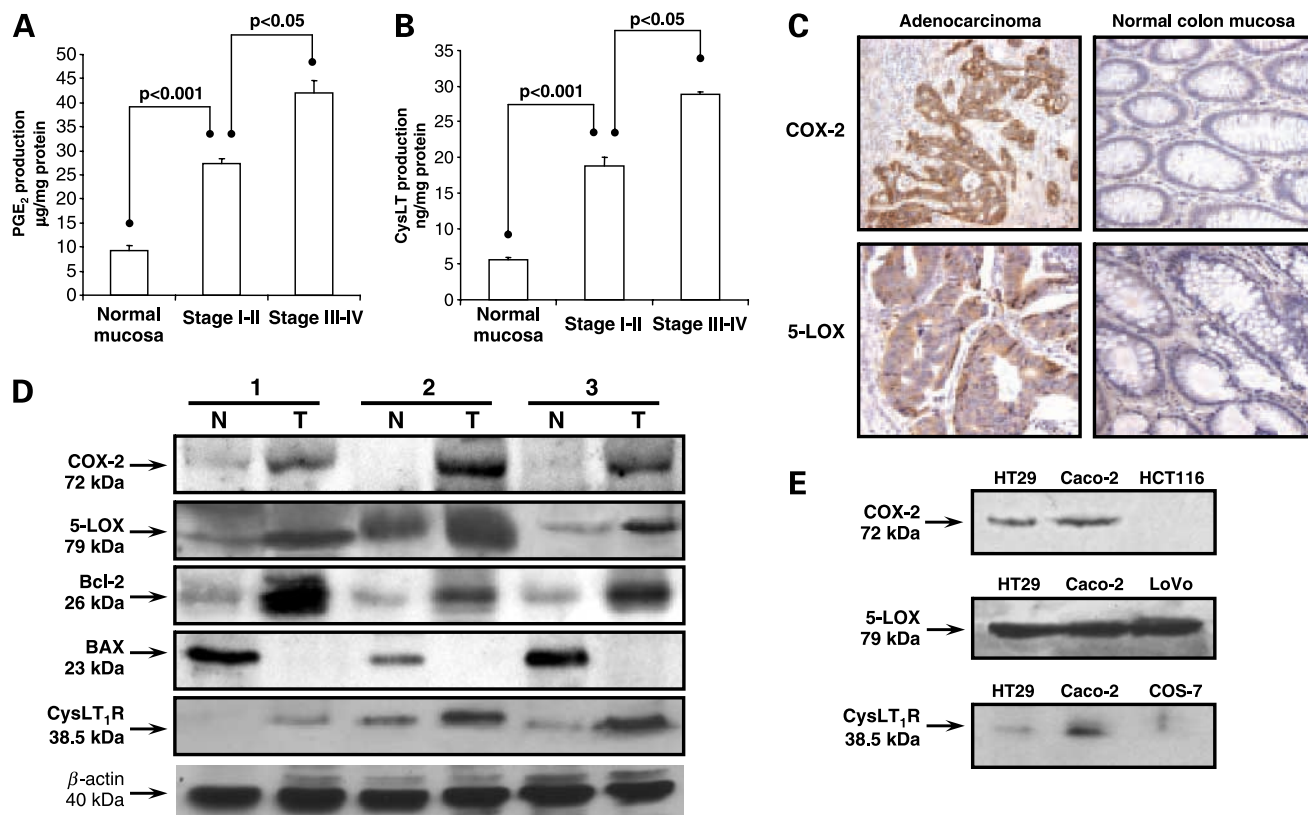 A
p<0.05
p<0.001
PGE₂ production
µg/mg protein
50
45
40
35
30
25
20
15
10
5
0
Normal
mucosa
Stage I-II
Stage III-IV
B
p<0.05
p<0.001
CysLT production
ng/mg protein
35
30
25
20
15
10
5
0
Normal
mucosa
Stage I-II
Stage III-IV
C
Adenocarcinoma
Normal colon mucosa
COX-2
5-LOX
D
1 2 3
N T N T N T
COX-2
72 kDa
5-LOX
79 kDa
Bcl-2
26 kDa
BAX
23 kDa
CysLT₁R
38.5 kDa
β-actin
40 kDa
E
HT29 Caco-2 HCT116
COX-2
72 kDa
HT29 Caco-2 LoVo
5-LOX
79 kDa
HT29 Caco-2 COS-7
CysLT₁R
38.5 kDa